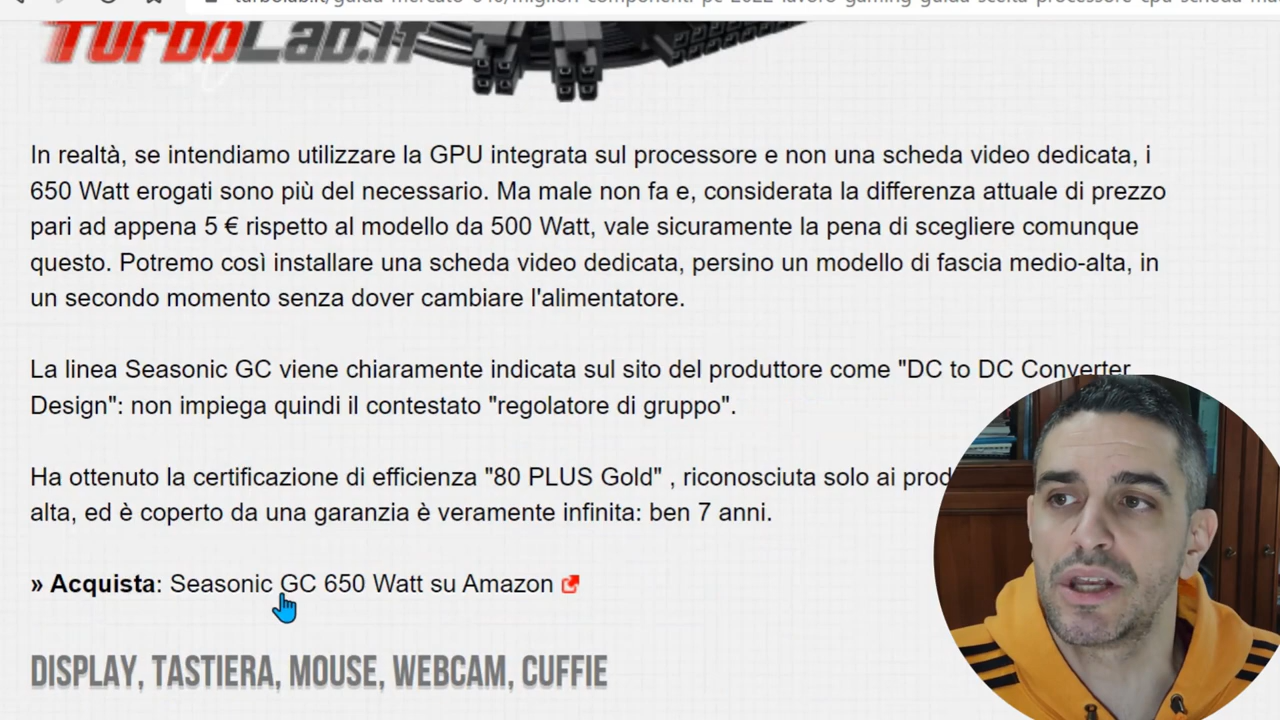 TURBOLAB.IT
In realtà, se intendiamo utilizzare la GPU integrata sul processore e non una scheda video dedicata, i
650 Watt erogati sono più del necessario. Ma male non fa e, considerata la differenza attuale di prezzo
pari ad appena 5 € rispetto al modello da 500 Watt, vale sicuramente la pena di scegliere comunque
questo. Potremo così installare una scheda video dedicata, persino un modello di fascia medio-alta, in
un secondo momento senza dover cambiare l'alimentatore.
La linea Seasonic GC viene chiaramente indicata sul sito del produttore come "DC to DC Converter
Design": non impiega quindi il contestato "regolatore di gruppo".
Ha ottenuto la certificazione di efficienza "80 PLUS Gold" , riconosciuta solo ai
alta, ed è coperto da una garanzia è veramente infinita: ben 7 anni.
» Acquista: Seasonic GC 650 Watt su Amazon
DISPLAY, TASTIERA, MOUSE, WEBCAM, CUFFIE